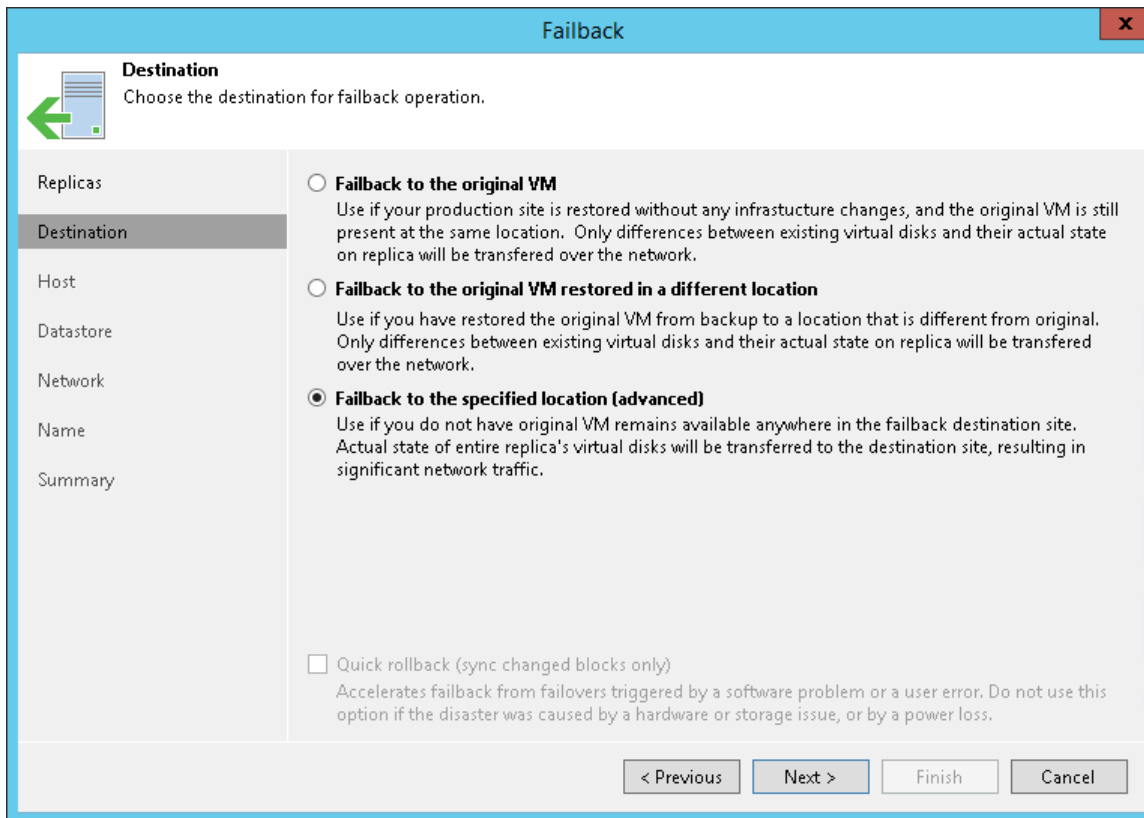 Failback
x
Destination
Choose the destination for failback operation.
Replicas
Destination
Host
Datastore
Network
Name
Summary
Failback to the original VM
Use if your production site is restored without any infrastucture changes, and the original VM is still
present at the same location.  Only differences between existing virtual disks and their actual state
on replica will be transfered over the network.
Failback to the original VM restored in a different location
Use if you have restored the original VM from backup to a location that is different from original.
Only differences between existing virtual disks and their actual state on replica will be transfered
over the network.
Failback to the specified location (advanced)
Use if you do not have original VM remains available anywhere in the failback destination site.
Actual state of entire replica's virtual disks will be transferred to the destination site, resulting in
significant network traffic.
Quick rollback (sync changed blocks only)
Accelerates failback from failovers triggered by a software problem or a user error. Do not use this
option if the disaster was caused by a hardware or storage issue, or by a power loss.
< Previous
Next >
Finish
Cancel